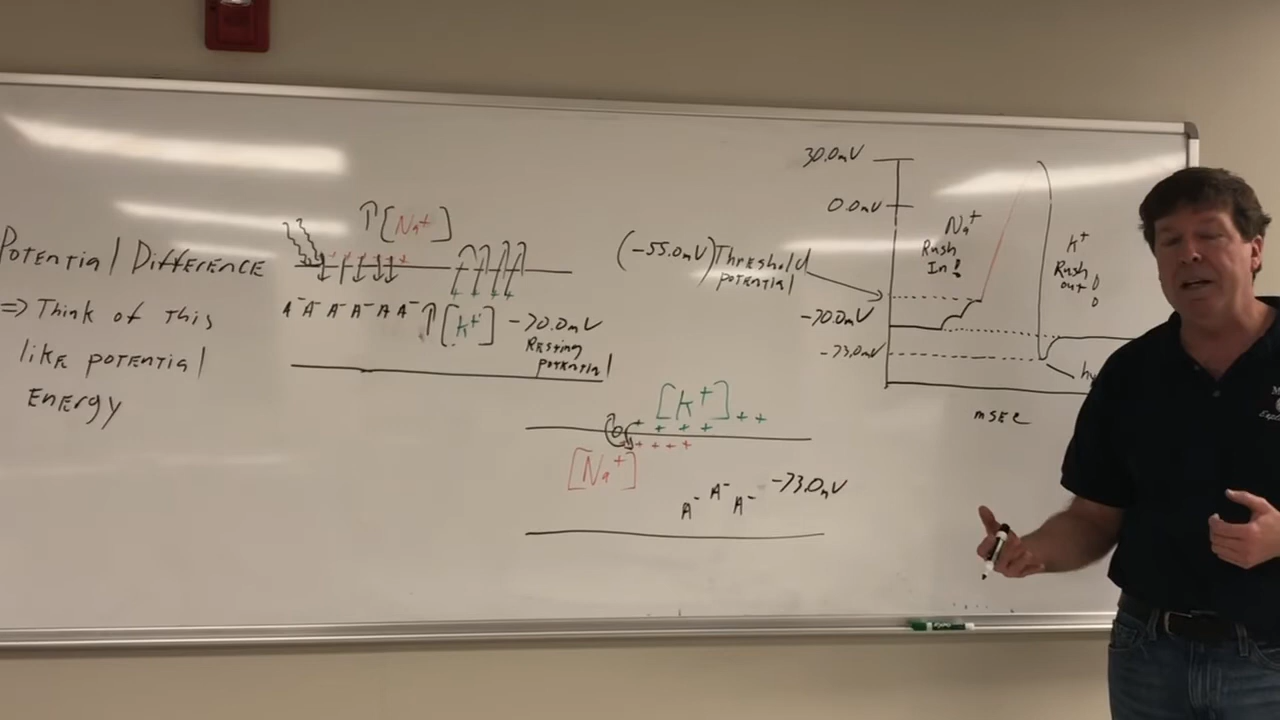 Potential Difference
=> Think of this
like potential
Energy
↑[Na+]
A- A- A- A- A A-
↑[K+]
-70.0mV
Resting
potential
(-55.0mV) Threshold
potential
[K+] ++
+ + + +
[Na+]
+ + + +
A- A- A-
-73.0mV
30.0mV
0.0mV
-70.0mV
-73.0mV
Na+
Rush
In!
K+
Rush
out
hy
msec